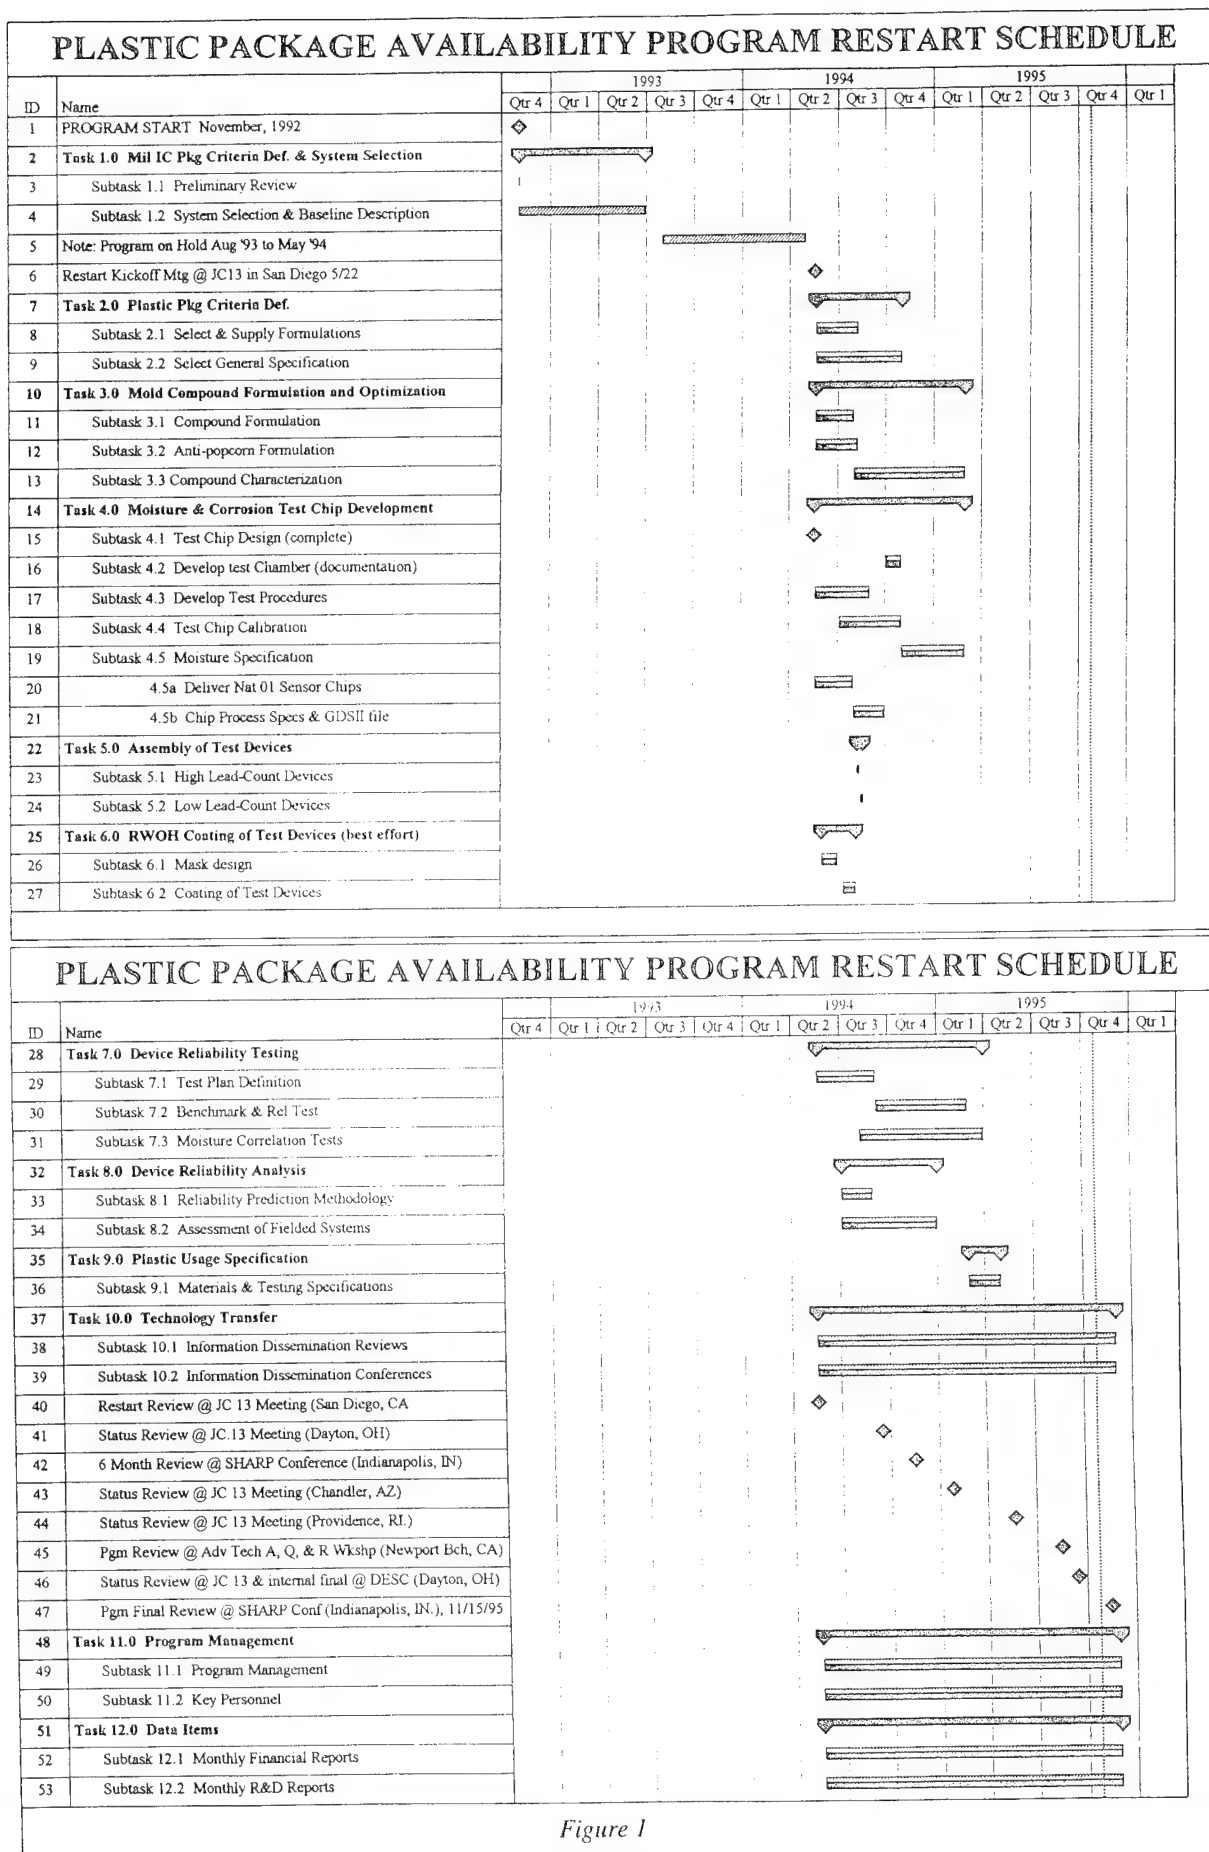 PLASTIC PACKAGE AVAILABILITY PROGRAM RESTART SCHEDULE
1993 1994 1995
ID Name Qtr 4 Qtr 1 Qtr 2 Qtr 3 Qtr 4 Qtr 1 Qtr 2 Qtr 3 Qtr 4 Qtr 1 Qtr 2 Qtr 3 Qtr 4 Qtr 1
1 PROGRAM START November, 1992
2 Task 1.0 Mil IC Pkg Criteria Def. & System Selection
3 Subtask 1.1 Preliminary Review
4 Subtask 1.2 System Selection & Baseline Description
5 Note: Program on Hold Aug '93 to May '94
6 Restart Kickoff Mtg @ JC13 in San Diego 5/22
7 Task 2.0 Plastic Pkg Criteria Def.
8 Subtask 2.1 Select & Supply Formulations
9 Subtask 2.2 Select General Specification
10 Task 3.0 Mold Compound Formulation and Optimization
11 Subtask 3.1 Compound Formulation
12 Subtask 3.2 Anti-popcorn Formulation
13 Subtask 3.3 Compound Characterization
14 Task 4.0 Moisture & Corrosion Test Chip Development
15 Subtask 4.1 Test Chip Design (complete)
16 Subtask 4.2 Develop test Chamber (documentation)
17 Subtask 4.3 Develop Test Procedures
18 Subtask 4.4 Test Chip Calibration
19 Subtask 4.5 Moisture Specification
20 4.5a Deliver Nat 01 Sensor Chips
21 4.5b Chip Process Specs & GDSII file
22 Task 5.0 Assembly of Test Devices
23 Subtask 5.1 High Lead-Count Devices
24 Subtask 5.2 Low Lead-Count Devices
25 Task 6.0 RWOH Coating of Test Devices (best effort)
26 Subtask 6.1 Mask design
27 Subtask 6.2 Coating of Test Devices
PLASTIC PACKAGE AVAILABILITY PROGRAM RESTART SCHEDULE
1993 1994 1995
ID Name Qtr 4 Qtr 1 Qtr 2 Qtr 3 Qtr 4 Qtr 1 Qtr 2 Qtr 3 Qtr 4 Qtr 1 Qtr 2 Qtr 3 Qtr 4 Qtr 1
28 Task 7.0 Device Reliability Testing
29 Subtask 7.1 Test Plan Definition
30 Subtask 7.2 Benchmark & Rel Test
31 Subtask 7.3 Moisture Correlation Tests
32 Task 8.0 Device Reliability Analysis
33 Subtask 8.1 Reliability Prediction Methodology
34 Subtask 8.2 Assessment of Fielded Systems
35 Task 9.0 Plastic Usage Specification
36 Subtask 9.1 Materials & Testing Specifications
37 Task 10.0 Technology Transfer
38 Subtask 10.1 Information Dissemination Reviews
39 Subtask 10.2 Information Dissemination Conferences
40 Restart Review @ JC 13 Meeting (San Diego, CA
41 Status Review @ JC.13 Meeting (Dayton, OH)
42 6 Month Review @ SHARP Conference (Indianapolis, IN)
43 Status Review @ JC 13 Meeting (Chandler, AZ)
44 Status Review @ JC 13 Meeting (Providence, RI.)
45 Pgm Review @ Adv Tech A, Q, & R Wkshp (Newport Bch, CA)
46 Status Review @ JC 13 & internal final @ DESC (Dayton, OH)
47 Pgm Final Review @ SHARP Conf (Indianapolis, IN.), 11/15/95
48 Task 11.0 Program Management
49 Subtask 11.1 Program Management
50 Subtask 11.2 Key Personnel
51 Task 12.0 Data Items
52 Subtask 12.1 Monthly Financial Reports
53 Subtask 12.2 Monthly R&D Reports
Figure 1